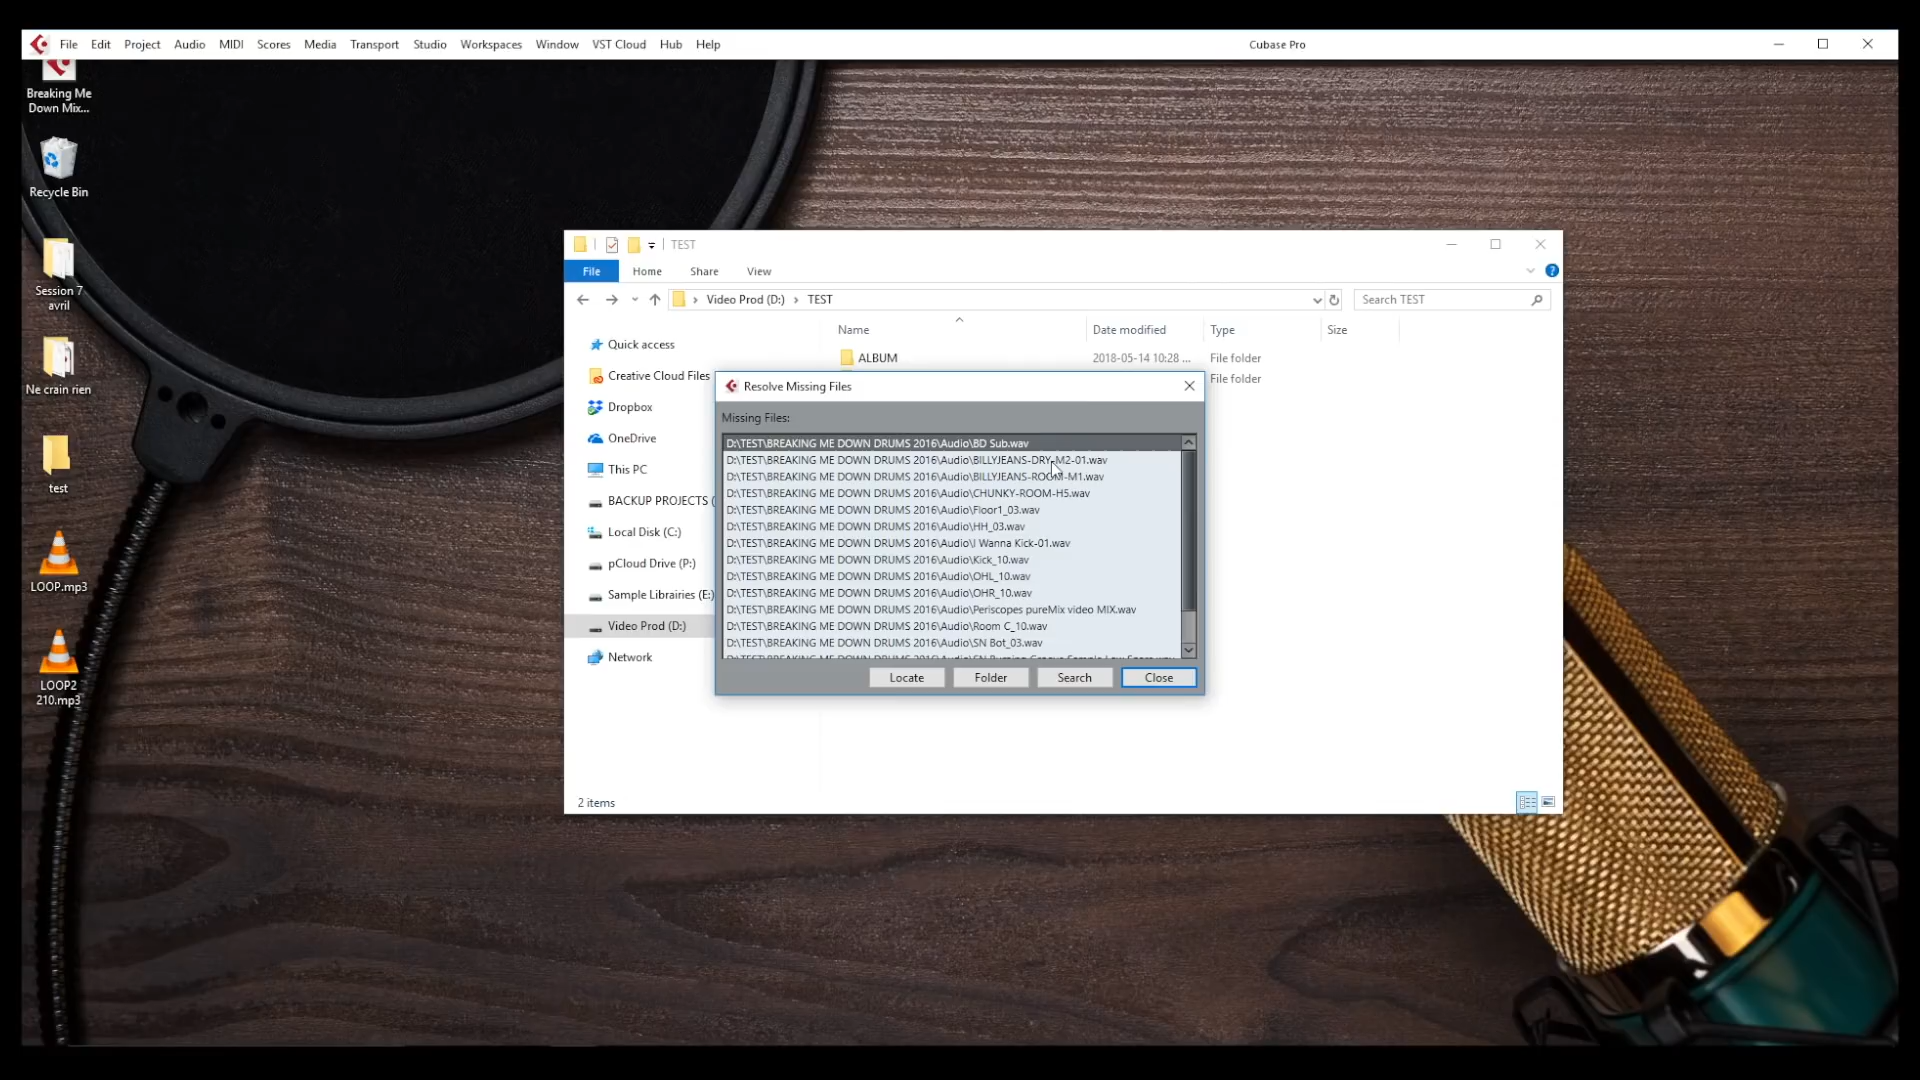 File Edit Project Audio MIDI Scores Media Transport Studio Workspaces Window VST Cloud Hub Help
Cubase Pro
Breaking Me
Down Mix...
Recycle Bin
Session 7
avril
Ne crain rien
test
LOOP.mp3
LOOP2
210.mp3
TEST
File Home Share View
Video Prod (D:) TEST
Search TEST
Name Date modified Type Size
Quick access
Creative Cloud Files
Dropbox
OneDrive
This PC
BACKUP PROJECTS (
Local Disk (C:)
pCloud Drive (P:)
Sample Librairies (E:)
Video Prod (D:)
Network
ALBUM 2018-05-14 10:28 ... File folder
File folder
Resolve Missing Files
Missing Files:
D:\TEST\BREAKING ME DOWN DRUMS 2016\Audio\BD Sub.wav
D:\TEST\BREAKING ME DOWN DRUMS 2016\Audio\BILLYJEANS-DRY-M2-01.wav
D:\TEST\BREAKING ME DOWN DRUMS 2016\Audio\BILLYJEANS-ROOM-M1.wav
D:\TEST\BREAKING ME DOWN DRUMS 2016\Audio\CHUNKY-ROOM-H5.wav
D:\TEST\BREAKING ME DOWN DRUMS 2016\Audio\Floor1_03.wav
D:\TEST\BREAKING ME DOWN DRUMS 2016\Audio\HH_03.wav
D:\TEST\BREAKING ME DOWN DRUMS 2016\Audio\I Wanna Kick-01.wav
D:\TEST\BREAKING ME DOWN DRUMS 2016\Audio\Kick_10.wav
D:\TEST\BREAKING ME DOWN DRUMS 2016\Audio\OHL_10.wav
D:\TEST\BREAKING ME DOWN DRUMS 2016\Audio\OHR_10.wav
D:\TEST\BREAKING ME DOWN DRUMS 2016\Audio\Periscopes pureMix video MIX.wav
D:\TEST\BREAKING ME DOWN DRUMS 2016\Audio\Room C_10.wav
D:\TEST\BREAKING ME DOWN DRUMS 2016\Audio\SN Bot_03.wav
Locate Folder Search Close
2 items